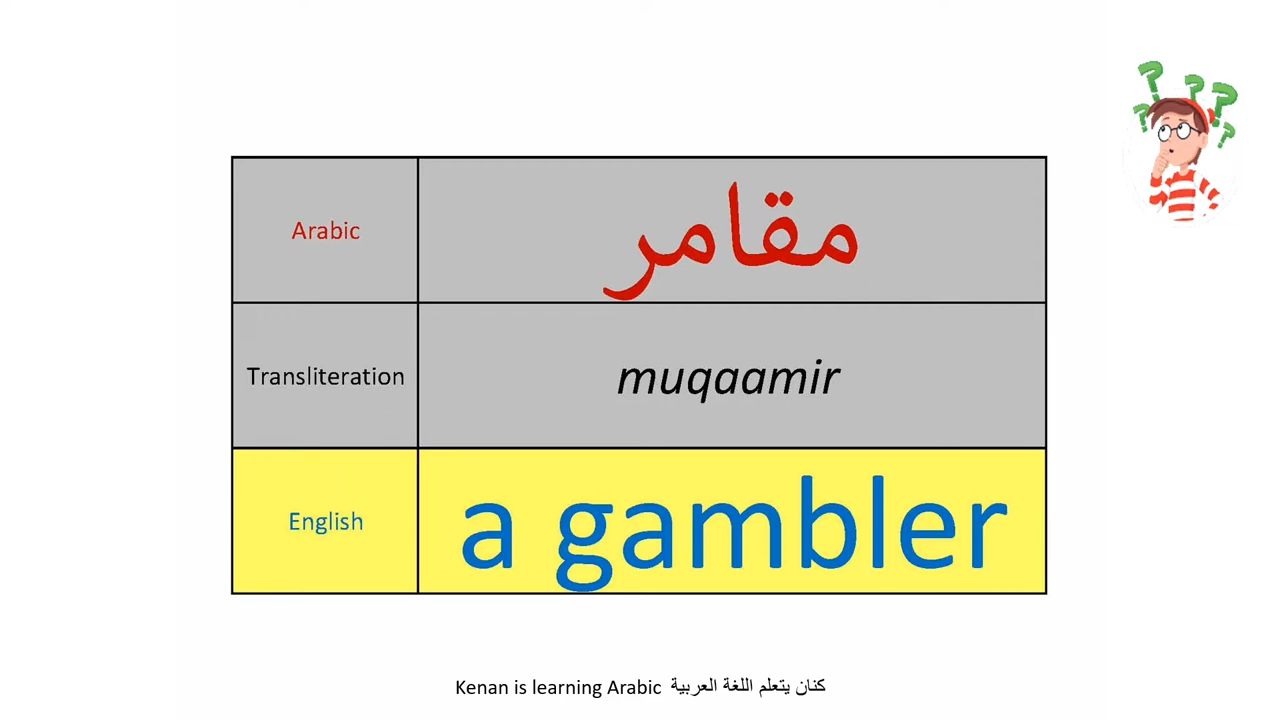 Arabic مقامر
Transliteration muqaamir
English a gambler
Kenan is learning Arabic كنان يتعلم اللغة العربية